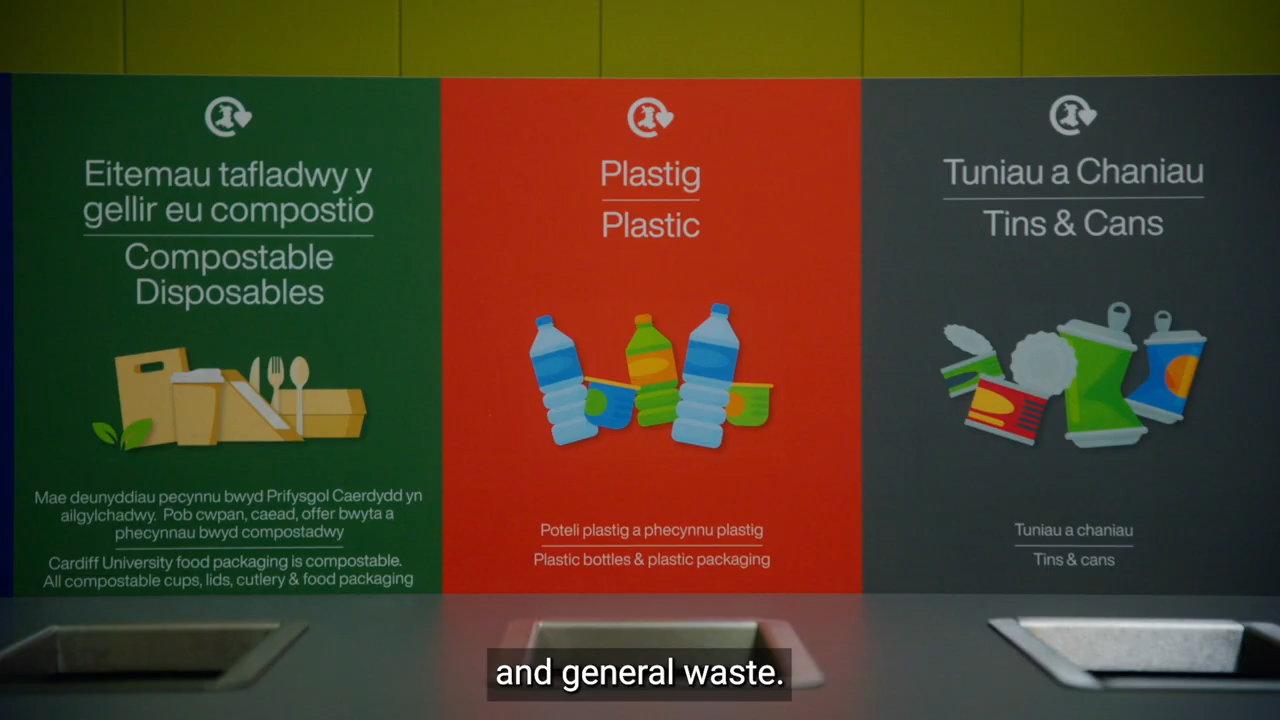 Eitemau tafladwy y
gellir eu compostio
Compostable
Disposables
Mae deunyddiau pecynnu bwyd Prifysgol Caerdydd yn
ailgylchadwy. Pob cwpan, caead, offer bwyta a
phecynnau bwyd compostadwy
Cardiff University food packaging is compostable.
All compostable cups, lids, cutlery & food packaging
Plastig
Plastic
Poteli plastig a phecynnu plastig
Plastic bottles & plastic packaging
Tuniau a Chaniau
Tins & Cans
Tuniau a chaniau
Tins & cans
and general waste.